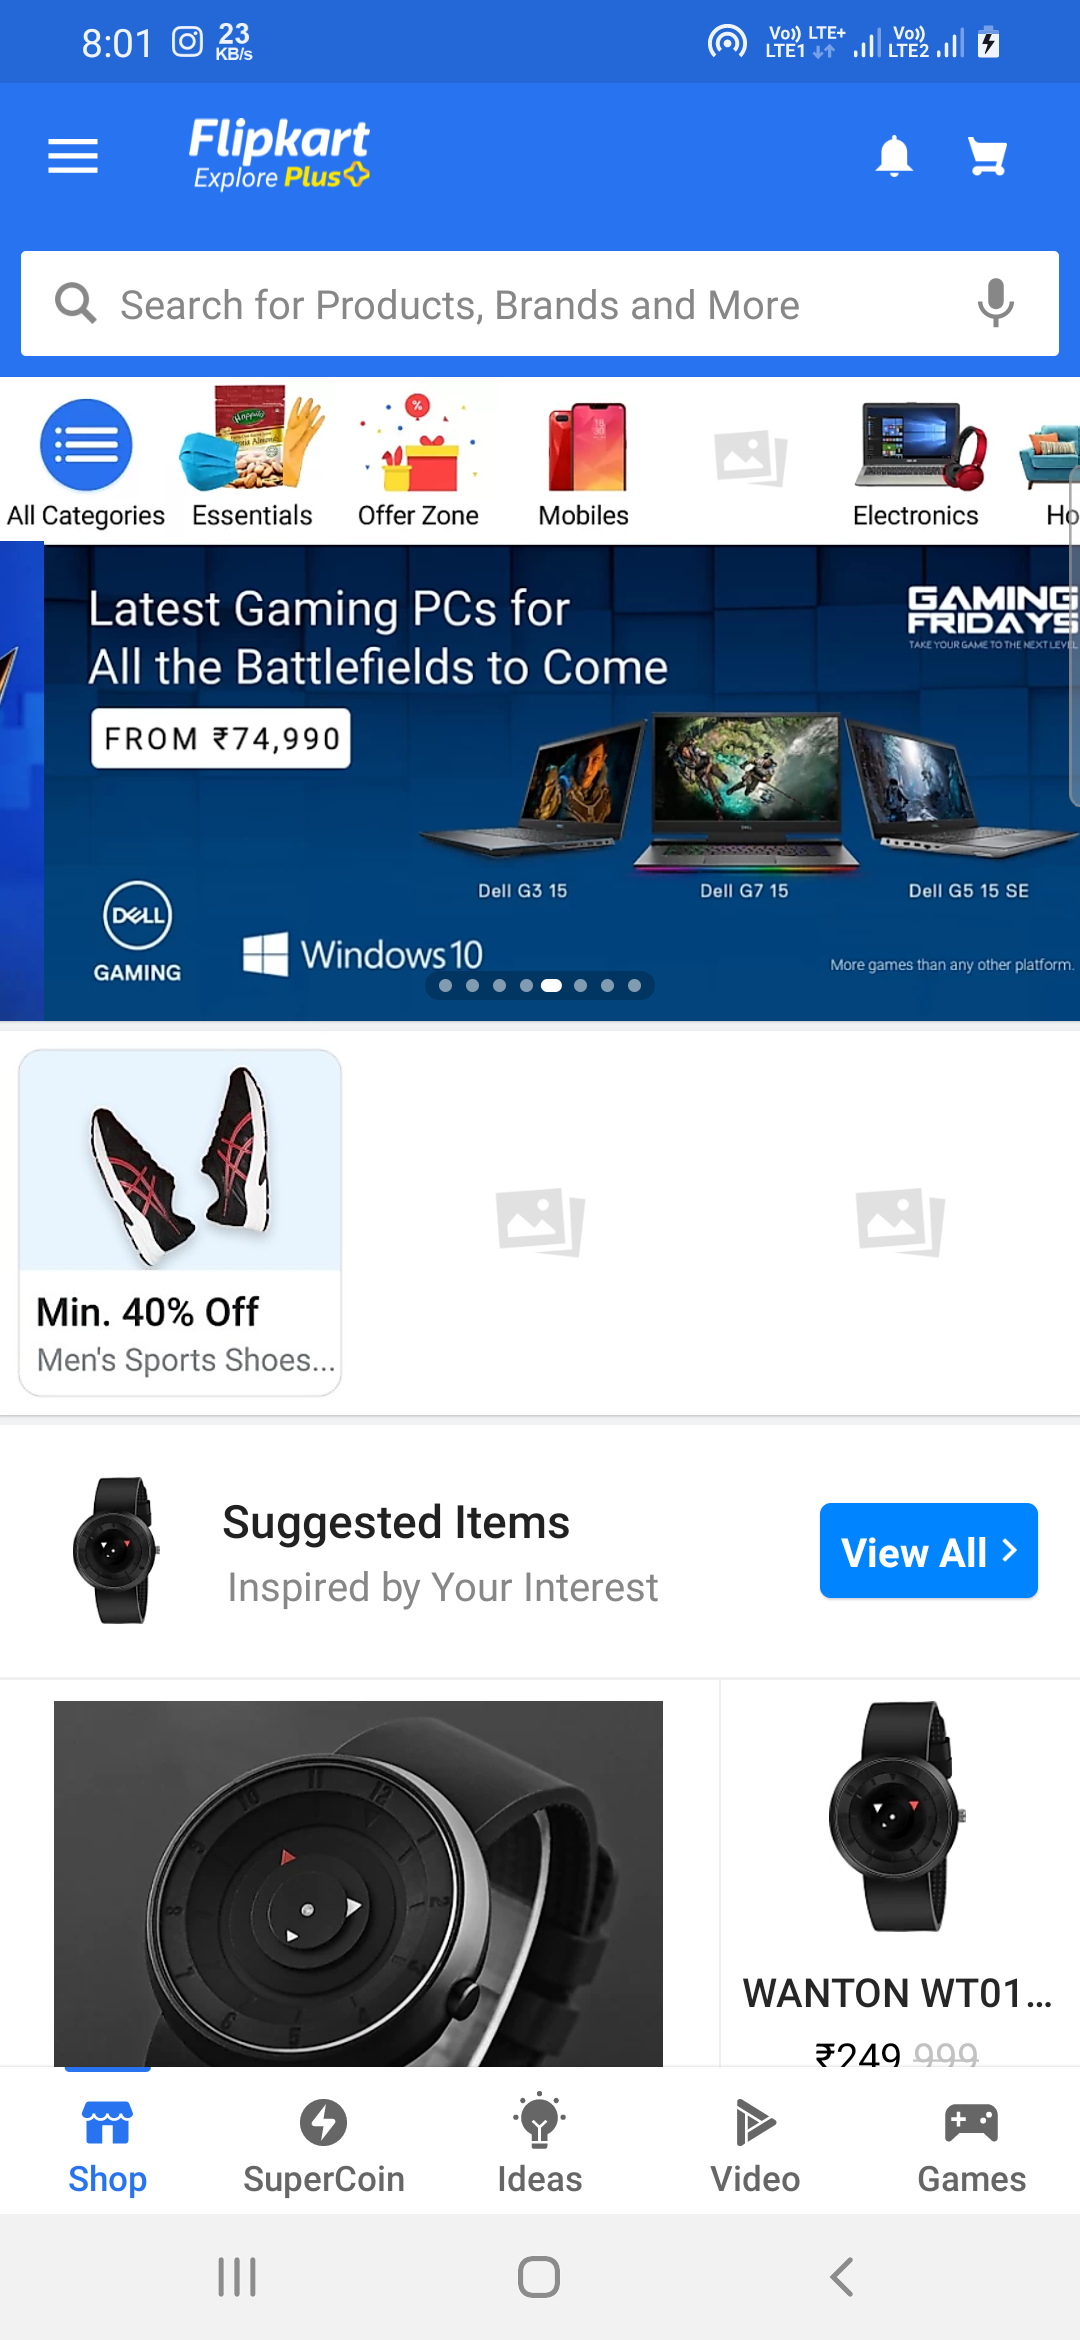 8:01 23 KB/s Vo)) LTE+ LTE1 Vo)) LTE2
Flipkart
Explore Plus
Search for Products, Brands and More
%
All Categories Essentials Offer Zone Mobiles Electronics Ho
Latest Gaming PCs for
All the Battlefields to Come
GAMING
FRIDAYS
TAKE YOUR GAME TO THE NEXT LEVEL
FROM ₹74,990
Dell G3 15 Dell G7 15 Dell G5 15 SE
DELL
GAMING
Windows 10
More games than any other platform.
Min. 40% Off
Men's Sports Shoes...
Suggested Items
Inspired by Your Interest
View All
WANTON WT01...
₹249 999
Shop SuperCoin Ideas Video Games